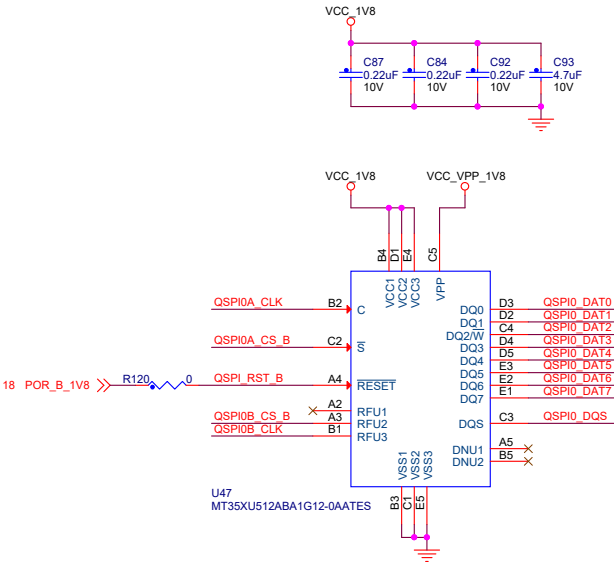 VCC_1V8
C87 C84 C92 C93
0.22uF 0.22uF 0.22uF 4.7uF
10V 10V 10V 10V
VCC_1V8 VCC_VPP_1V8
B4 D1 E4 C5
VCC1 VCC2 VCC3 VPP
QSPI0A_CLK B2 C DQ0 D3 QSPI0_DAT0
DQ1 D2 QSPI0_DAT1
DQ2/W C4 QSPI0_DAT2
QSPI0A_CS_B C2 S DQ3 D4 QSPI0_DAT3
DQ4 D5 QSPI0_DAT4
DQ5 E3 QSPI0_DAT5
18 POR_B_1V8 R120 0 QSPI_RST_B A4 RESET DQ6 E2 QSPI0_DAT6
DQ7 E1 QSPI0_DAT7
A2 RFU1
QSPI0B_CS_B A3 RFU2 DQS C3 QSPI0_DQS
QSPI0B_CLK B1 RFU3
DNU1 A5
DNU2 B5
VSS1 VSS2 VSS3
B3 C1 E5
U47
MT35XU512ABA1G12-0AATES